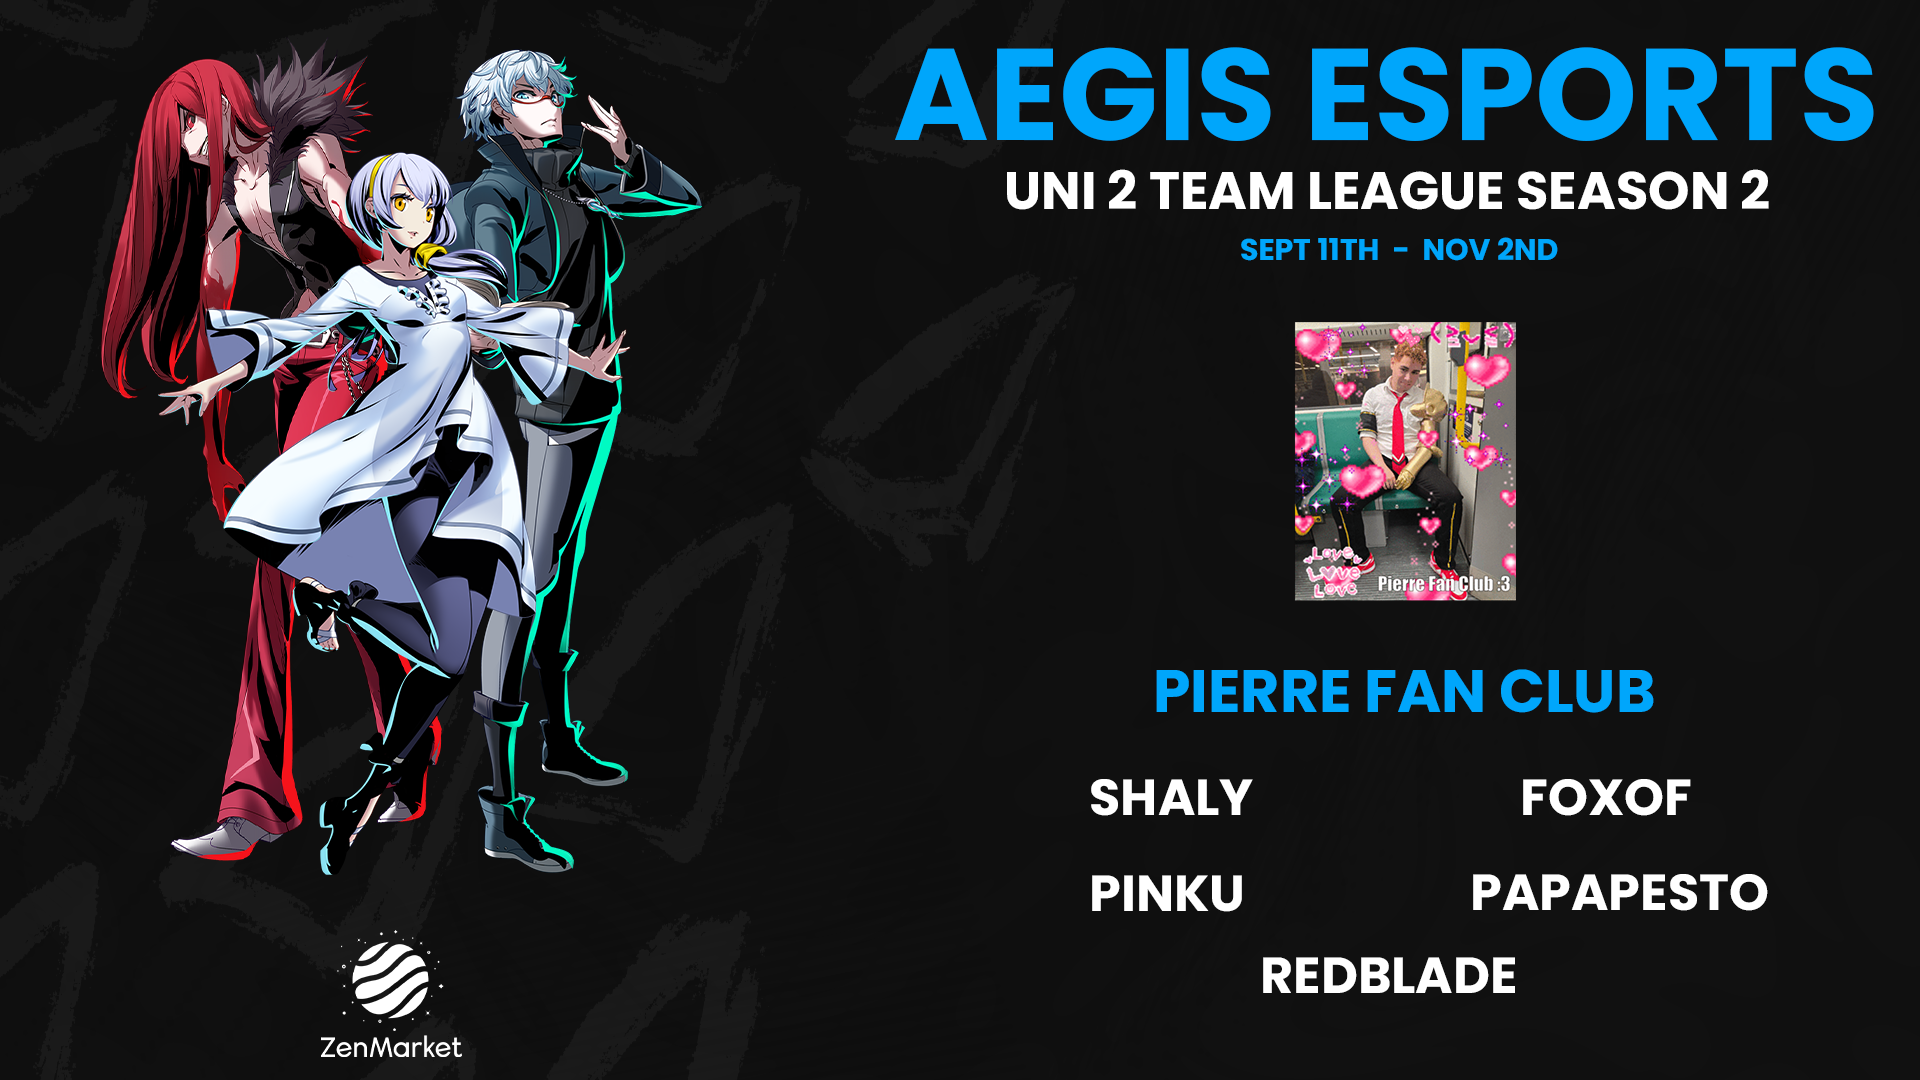 AEGIS ESPORTS
UNI 2 TEAM LEAGUE SEASON 2
SEPT 11TH - NOV 2ND
(>ᴗ<)
Love
Love
Love
Pierre Fan Club :3
PIERRE FAN CLUB
SHALY
FOXOF
PINKU
PAPAPESTO
REDBLADE
ZenMarket